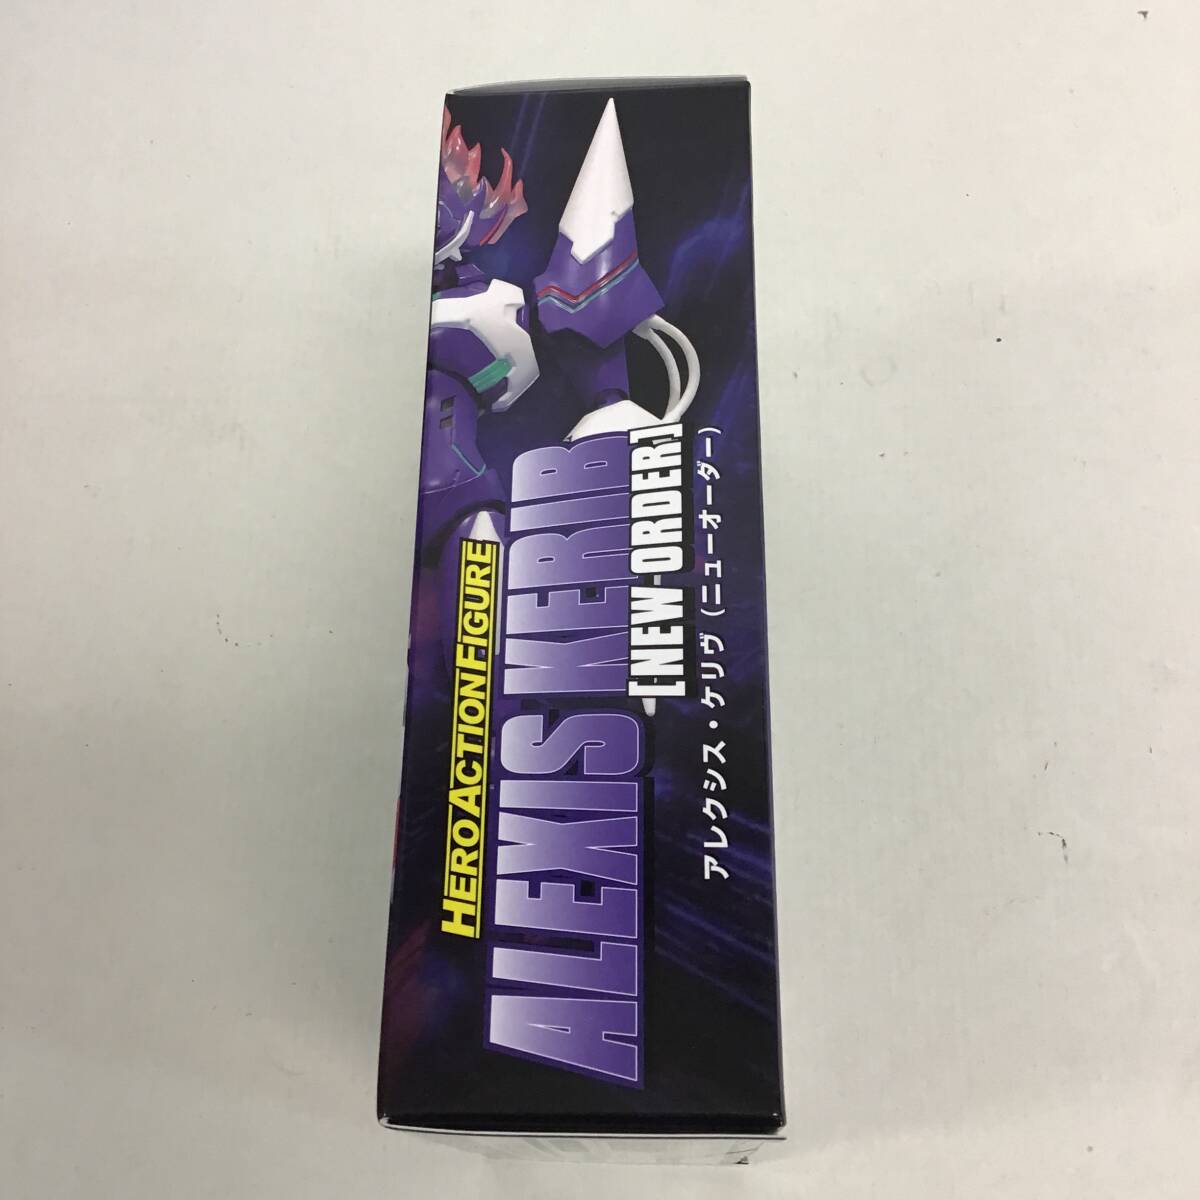 HERO ACTION FIGURE
ALEXIS KERIB
[NEW ORDER]
アレクシス・ケリヴ（ニューオーダー）